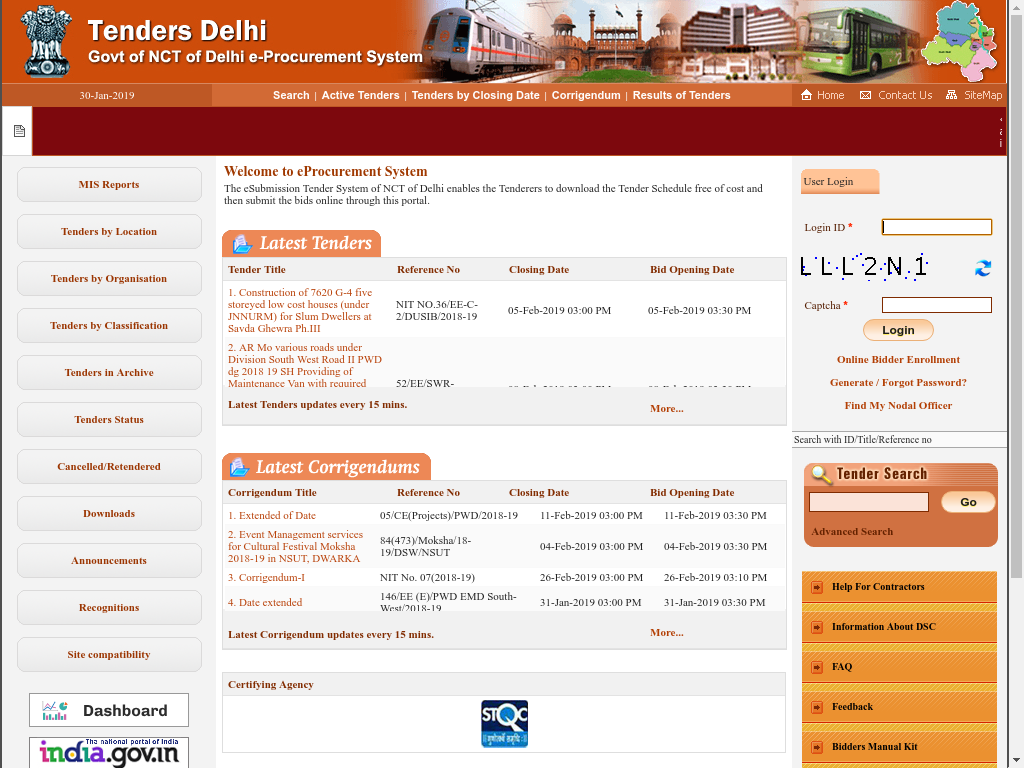 Tenders Delhi
Govt of NCT of Delhi e-Procurement System
30-Jan-2019
Search | Active Tenders | Tenders by Closing Date | Corrigendum | Results of Tenders
Home Contact Us SiteMap
MIS Reports
Tenders by Location
Tenders by Organisation
Tenders by Classification
Tenders in Archive
Tenders Status
Cancelled/Retendered
Downloads
Announcements
Recognitions
Site compatibility
Dashboard
The national portal of India
india.gov.in
Welcome to eProcurement System
The eSubmission Tender System of NCT of Delhi enables the Tenderers to download the Tender Schedule free of cost and
then submit the bids online through this portal.
Latest Tenders
Tender Title Reference No Closing Date Bid Opening Date
1. Construction of 7620 G-4 five
storeyed low cost houses (under
JNNURM) for Slum Dwellers at
Savda Ghewra Ph.III
NIT NO.36/EE-C-
2/DUSIB/2018-19
05-Feb-2019 03:00 PM 05-Feb-2019 03:30 PM
2. AR Mo various roads under
Division South West Road II PWD
dg 2018 19 SH Providing of
Maintenance Van with required
52/EE/SWR-
Latest Tenders updates every 15 mins.
More...
Latest Corrigendums
Corrigendum Title Reference No Closing Date Bid Opening Date
1. Extended of Date 05/CE(Projects)/PWD/2018-19 11-Feb-2019 03:00 PM 11-Feb-2019 03:30 PM
2. Event Management services
for Cultural Festival Moksha
2018-19 in NSUT, DWARKA
84(473)/Moksha/18-
19/DSW/NSUT
04-Feb-2019 03:00 PM 04-Feb-2019 03:30 PM
3. Corrigendum-I NIT No. 07(2018-19) 26-Feb-2019 03:00 PM 26-Feb-2019 03:10 PM
4. Date extended
146/EE (E)/PWD EMD South-
West/2018-19
31-Jan-2019 03:00 PM 31-Jan-2019 03:30 PM
Latest Corrigendum updates every 15 mins.
More...
Certifying Agency
STQC
User Login
Login ID *
LLL2N1
Captcha *
Login
Online Bidder Enrollment
Generate / Forgot Password?
Find My Nodal Officer
Search with ID/Title/Reference no
Tender Search
Go
Advanced Search
Help For Contractors
Information About DSC
FAQ
Feedback
Bidders Manual Kit